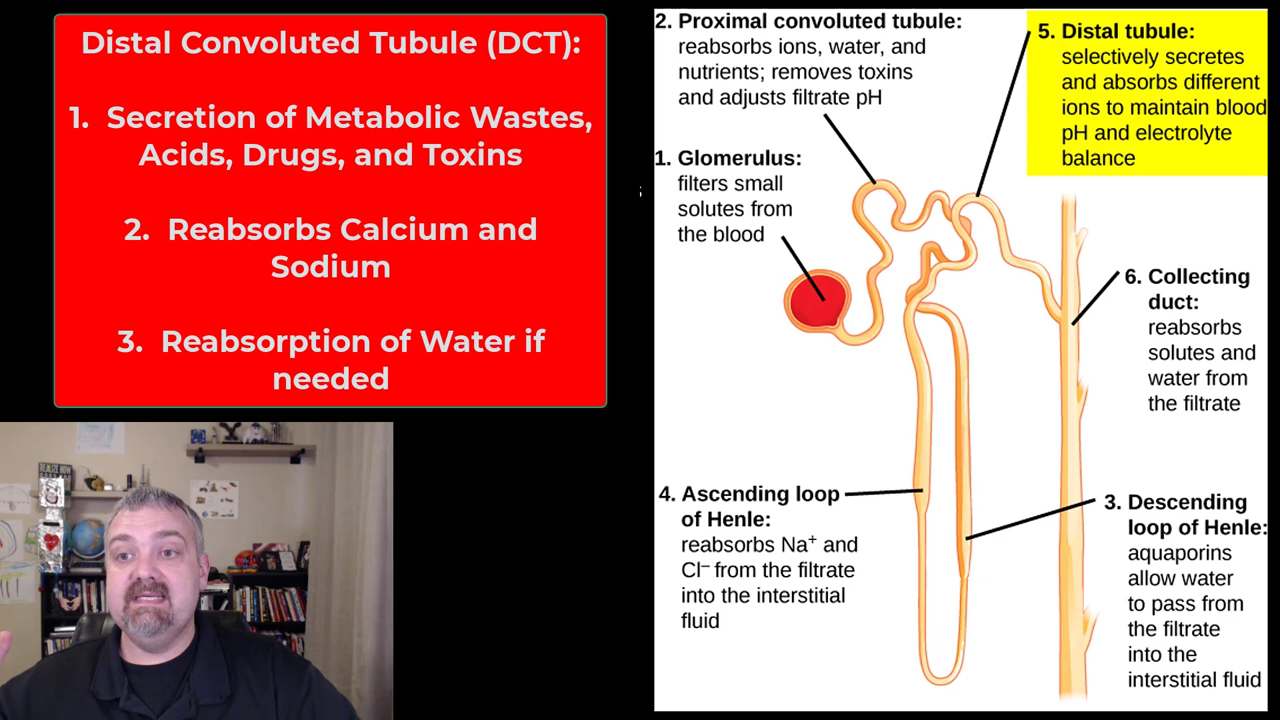 Distal Convoluted Tubule (DCT):
1. Secretion of Metabolic Wastes,
Acids, Drugs, and Toxins
2. Reabsorbs Calcium and
Sodium
3. Reabsorption of Water if
needed
2. Proximal convoluted tubule:
reabsorbs ions, water, and
nutrients; removes toxins
and adjusts filtrate pH
1. Glomerulus:
filters small
solutes from
the blood
5. Distal tubule:
selectively secretes
and absorbs different
ions to maintain blood
pH and electrolyte
balance
6. Collecting
duct:
reabsorbs
solutes and
water from
the filtrate
4. Ascending loop
of Henle:
reabsorbs Na⁺ and
Cl⁻ from the filtrate
into the interstitial
fluid
3. Descending
loop of Henle:
aquaporins
allow water
to pass from
the filtrate
into the
interstitial fluid